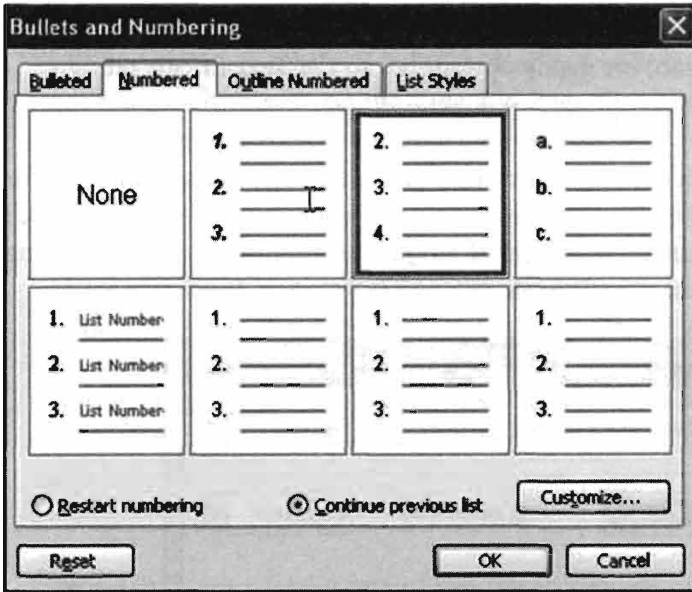 Bullets and Numbering
Bulleted Numbered Outline Numbered List Styles
None
1.
2.
3.
2.
3.
4.
a.
b.
c.
1. List Number
2. List Number
3. List Number
1.
2.
3.
1.
2.
3.
1.
2.
3.
Restart numbering Continue previous list Customize...
Reset OK Cancel